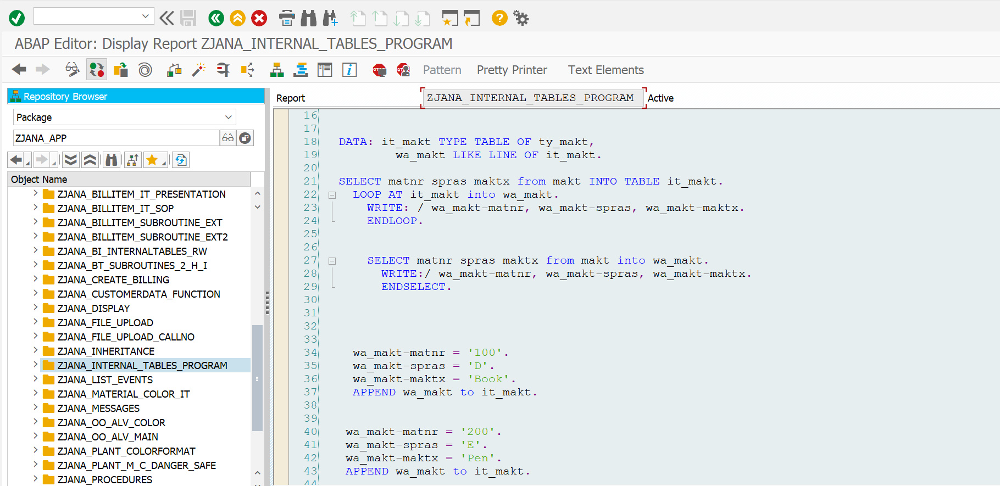 ABAP Editor: Display Report ZJANA_INTERNAL_TABLES_PROGRAM
Pattern Pretty Printer Text Elements
Repository Browser
Package
ZJANA_APP
Object Name
ZJANA_BILLITEM_IT_PRESENTATION
ZJANA_BILLITEM_IT_SOP
ZJANA_BILLITEM_SUBROUTINE_EXT
ZJANA_BILLITEM_SUBROUTINE_EXT2
ZJANA_BI_INTERNALTABLES_RW
ZJANA_BT_SUBROUTINES_2_H_I
ZJANA_CREATE_BILLING
ZJANA_CUSTOMERDATA_FUNCTION
ZJANA_DISPLAY
ZJANA_FILE_UPLOAD
ZJANA_FILE_UPLOAD_CALLNO
ZJANA_INHERITANCE
ZJANA_INTERNAL_TABLES_PROGRAM
ZJANA_LIST_EVENTS
ZJANA_MATERIAL_COLOR_IT
ZJANA_MESSAGES
ZJANA_OO_ALV_COLOR
ZJANA_OO_ALV_MAIN
ZJANA_PLANT_COLORFORMAT
ZJANA_PLANT_M_C_DANGER_SAFE
ZJANA_PROCEDURES
Report ZJANA_INTERNAL_TABLES_PROGRAM Active
16
17
18 DATA: it_makt TYPE TABLE OF ty_makt,
19 wa_makt LIKE LINE OF it_makt.
20
21 SELECT matnr spras maktx from makt INTO TABLE it_makt.
22 LOOP AT it_makt into wa_makt.
23 WRITE: / wa_makt-matnr, wa_makt-spras, wa_makt-maktx.
24 ENDLOOP.
25
26
27 SELECT matnr spras maktx from makt into wa_makt.
28 WRITE:/ wa_makt-matnr, wa_makt-spras, wa_makt-maktx.
29 ENDSELECT.
30
31
32
33
34 wa_makt-matnr = '100'.
35 wa_makt-spras = 'D'.
36 wa_makt-maktx = 'Book'.
37 APPEND wa_makt to it_makt.
38
39
40 wa_makt-matnr = '200'.
41 wa_makt-spras = 'E'.
42 wa_makt-maktx = 'Pen'.
43 APPEND wa_makt to it_makt.
44